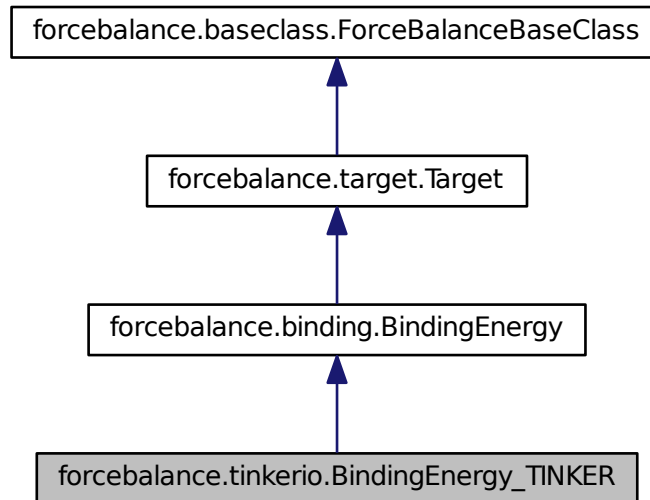 forcebalance.baseclass.ForceBalanceBaseClass
forcebalance.target.Target
forcebalance.binding.BindingEnergy
forcebalance.tinkerio.BindingEnergy_TINKER